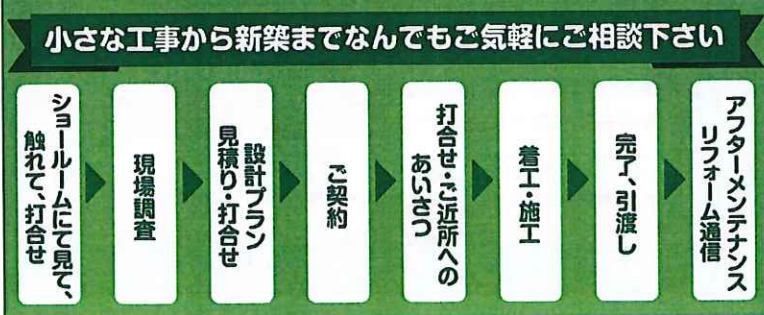 小さな工事から新築までなんでもご気軽にご相談下さい
ショールームにて見て、
触れて、打合せ
現場調査
設計プラン
見積り・打合せ
ご契約
打合せ・ご近所への
あいさつ
着工・施工
完了、引渡し
アフターメンテナンス
リフォーム通信